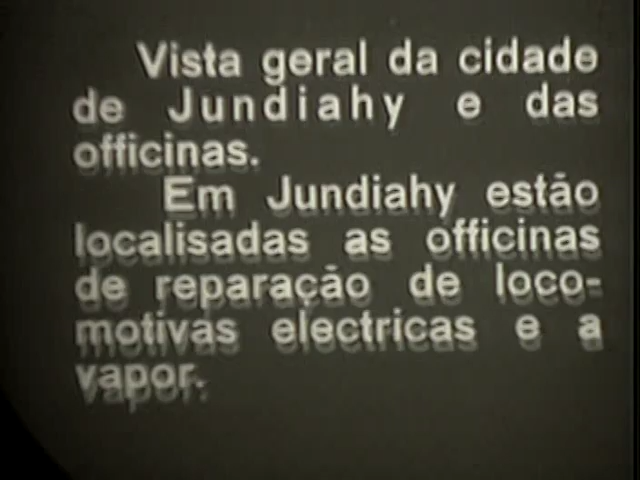 Vista geral da cidade
de Jundiahy e das
officinas.
Em Jundiahy estão
localisadas as officinas
de reparação de loco-
motivas electricas e a
vapor.